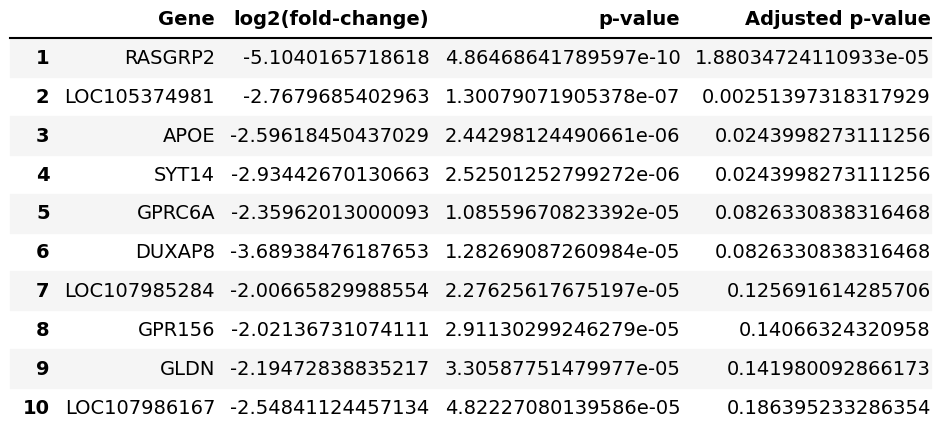 Gene log2(fold-change) p-value Adjusted p-value
1 RASGRP2 -5.1040165718618 4.86468641789597e-10 1.88034724110933e-05
2 LOC105374981 -2.7679685402963 1.30079071905378e-07 0.00251397318317929
3 APOE -2.59618450437029 2.44298124490661e-06 0.0243998273111256
4 SYT14 -2.93442670130663 2.52501252799272e-06 0.0243998273111256
5 GPRC6A -2.35962013000093 1.08559670823392e-05 0.0826330838316468
6 DUXAP8 -3.68938476187653 1.28269087260984e-05 0.0826330838316468
7 LOC107985284 -2.00665829988554 2.27625617675197e-05 0.125691614285706
8 GPR156 -2.02136731074111 2.91130299246279e-05 0.14066324320958
9 GLDN -2.19472838835217 3.30587751479977e-05 0.141980092866173
10 LOC107986167 -2.54841124457134 4.82227080139586e-05 0.186395233286354